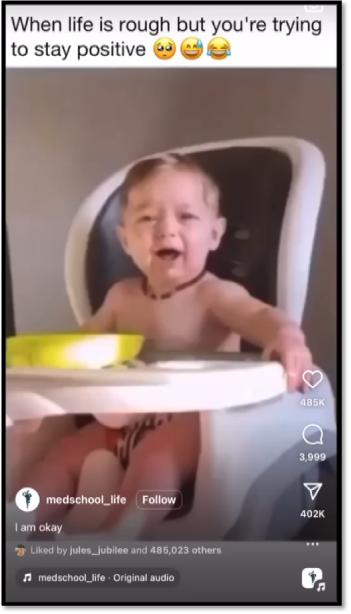 When life is rough but you're trying
to stay positive 🥺😅😂
485K
3,999
402K
medschool_life Follow
I am okay
Liked by jules_jubilee and 485,023 others
medschool_life · Original audio